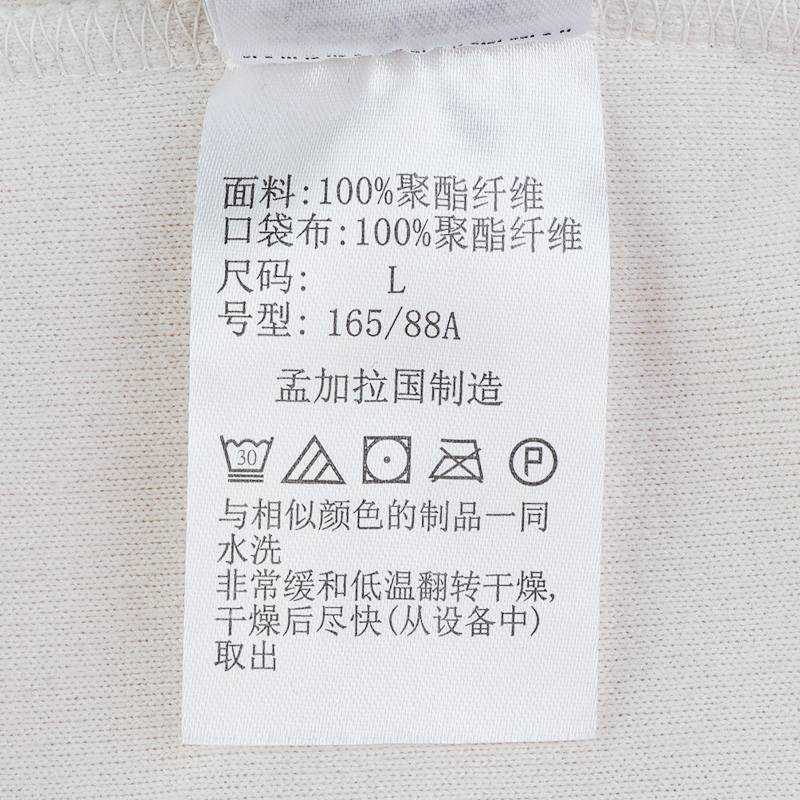 面料:100%聚酯纤维
口袋布:100%聚酯纤维
尺码: L
号型: 165/88A
孟加拉国制造
30 P
与相似颜色的制品一同
水洗
非常缓和低温翻转干燥,
干燥后尽快(从设备中)
取出